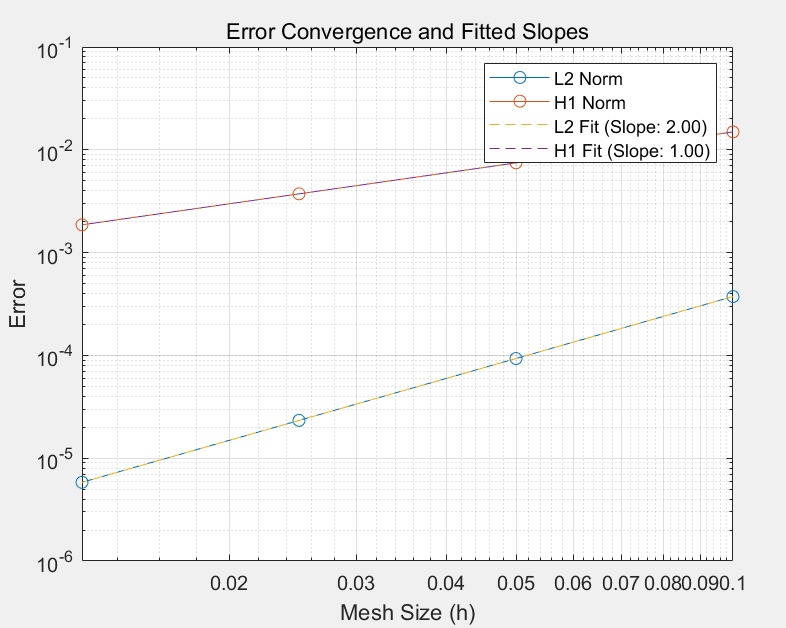 Error Convergence and Fitted Slopes
L2 Norm
H1 Norm
L2 Fit (Slope: 2.00)
H1 Fit (Slope: 1.00)
10-1
10-2
10-3
10-4
10-5
10-6
Error
0.02 0.03 0.04 0.05 0.06 0.07 0.08 0.09 0.1
Mesh Size (h)